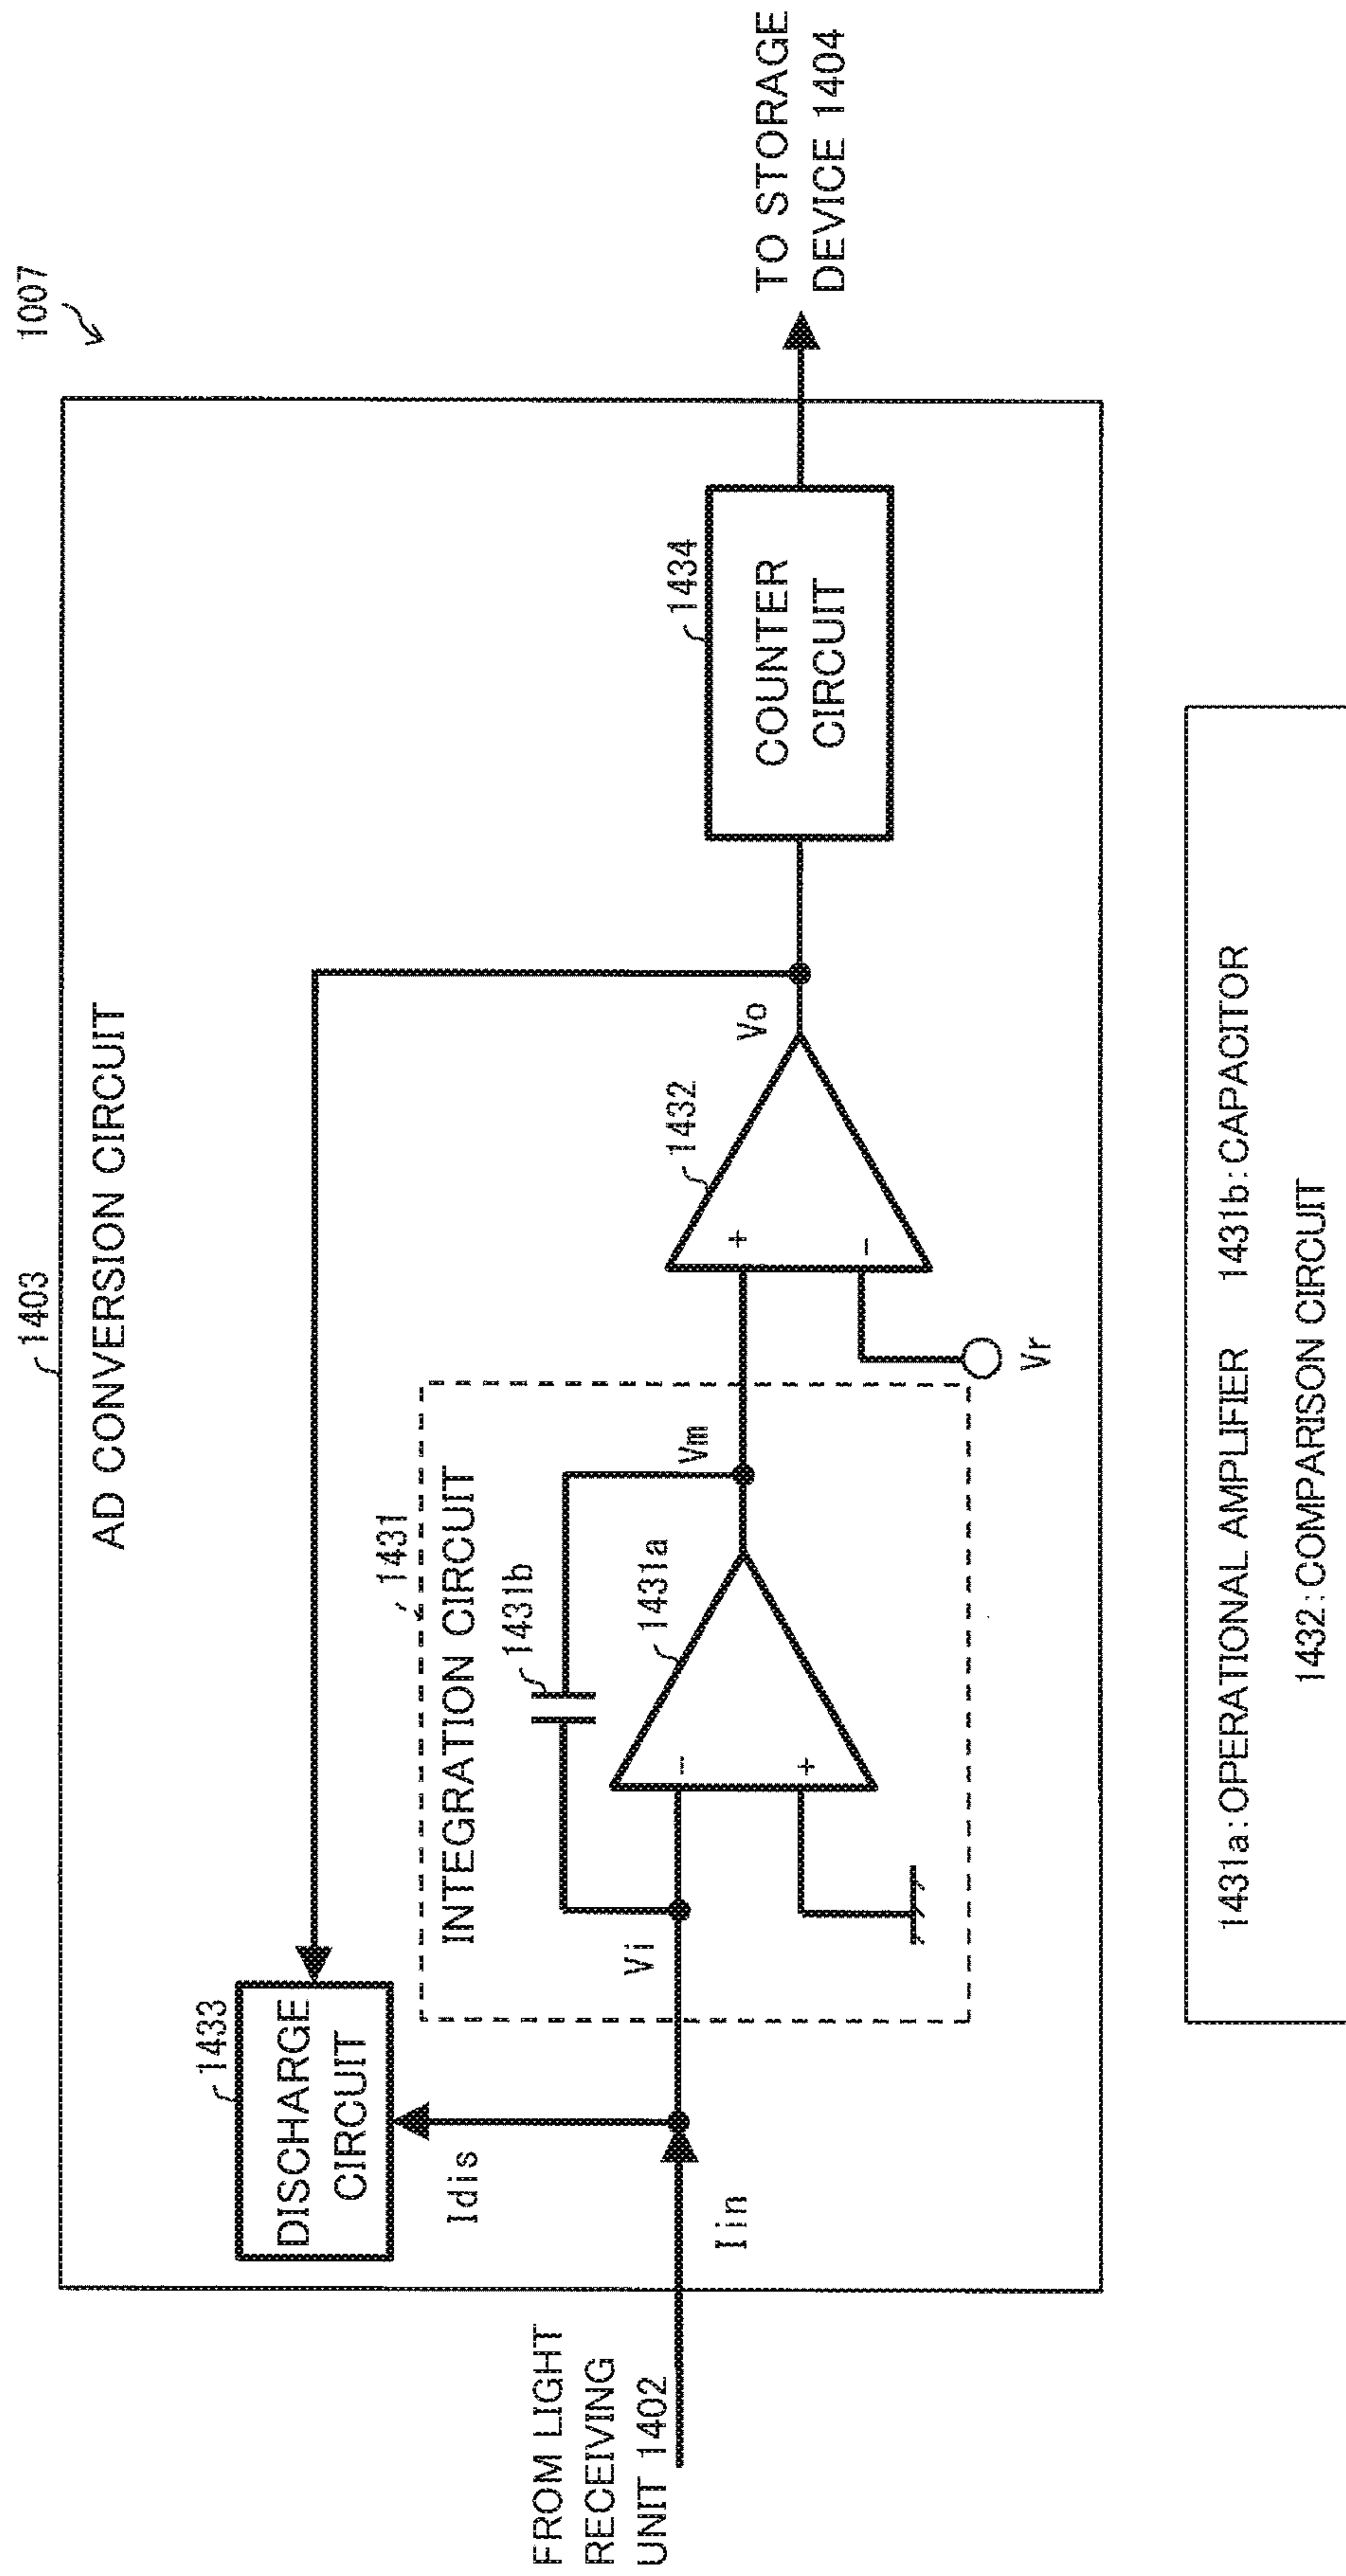 1007
1403
AD CONVERSION CIRCUIT
1433
DISCHARGE
CIRCUIT
1431
INTEGRATION CIRCUIT
1431b
1431a
1432
1434
COUNTER
CIRCUIT
FROM LIGHT
RECEIVING
UNIT 1402
Idis
Iin
Vi
-
+
Vm
+
-
Vr
Vo
TO STORAGE
DEVICE 1404
1431a:OPERATIONAL AMPLIFIER 1431b:CAPACITOR
1432:COMPARISON CIRCUIT